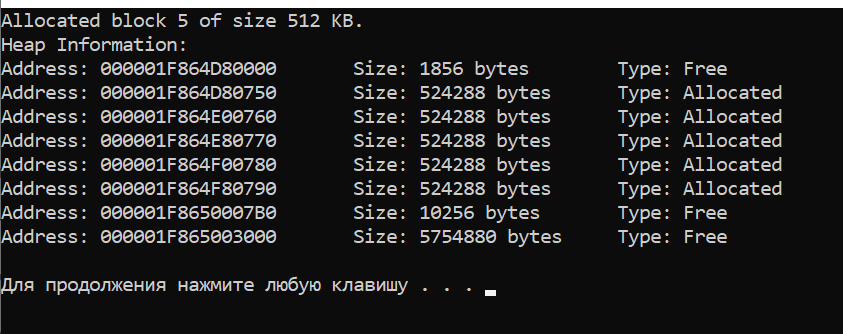 Allocated block 5 of size 512 KB.
Heap Information:
Address: 000001F864D80000 Size: 1856 bytes Type: Free
Address: 000001F864D80750 Size: 524288 bytes Type: Allocated
Address: 000001F864E00760 Size: 524288 bytes Type: Allocated
Address: 000001F864E80770 Size: 524288 bytes Type: Allocated
Address: 000001F864F00780 Size: 524288 bytes Type: Allocated
Address: 000001F864F80790 Size: 524288 bytes Type: Allocated
Address: 000001F8650007B0 Size: 10256 bytes Type: Free
Address: 000001F865003000 Size: 5754880 bytes Type: Free
Для продолжения нажмите любую клавишу . . .